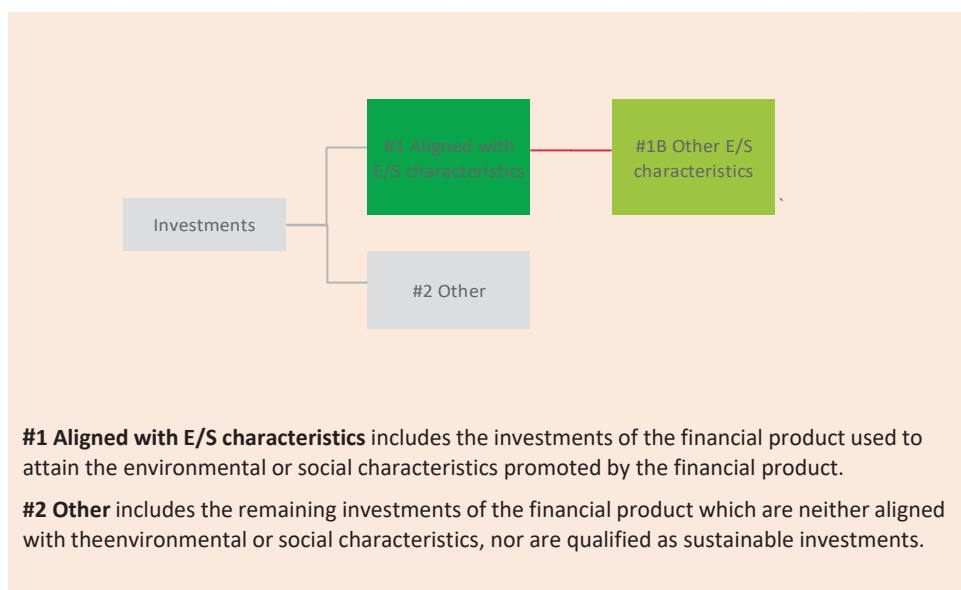 #1 Aligned with
E/S characteristics
#1B Other E/S
characteristics
`
Investments
#2 Other
#1 Aligned with E/S characteristics includes the investments of the financial product used to
attain the environmental or social characteristics promoted by the financial product.
#2 Other includes the remaining investments of the financial product which are neither aligned
with theenvironmental or social characteristics, nor are qualified as sustainable investments.